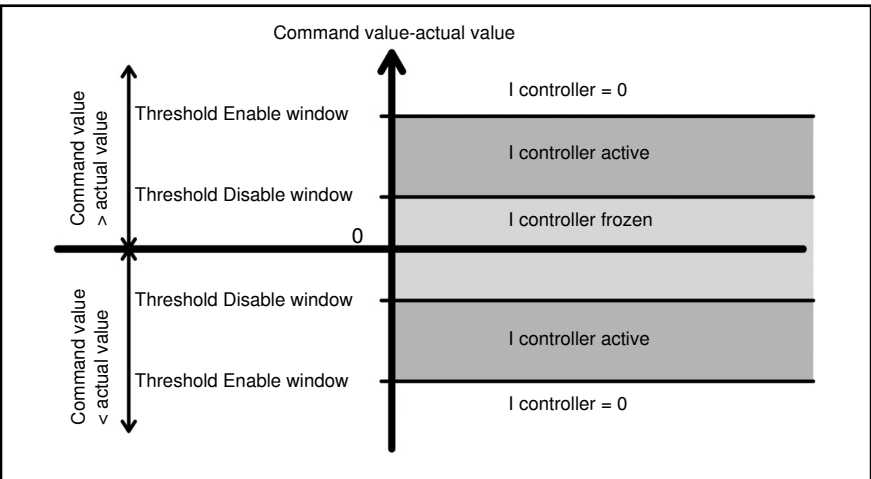 Command value-actual value
I controller = 0
Command value
> actual value
Threshold Enable window
I controller active
Threshold Disable window
I controller frozen
0
Command value
< actual value
Threshold Disable window
I controller active
Threshold Enable window
I controller = 0